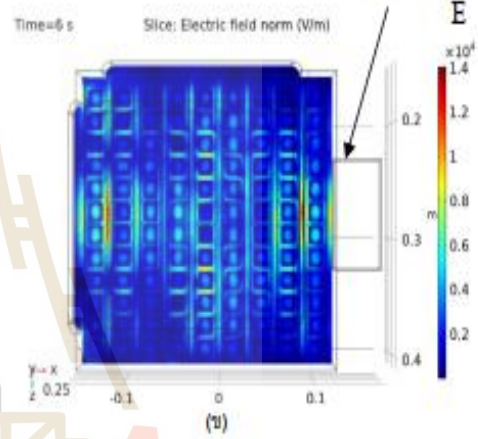 E
Time=6 s Slice: Electric field norm (V/m)
×10⁴
1.4
1.2
1
0.8
0.6
0.4
0.2
0.2
m
0.3
0.4
y x
z 0.25 -0.1 0 0.1
(ข)